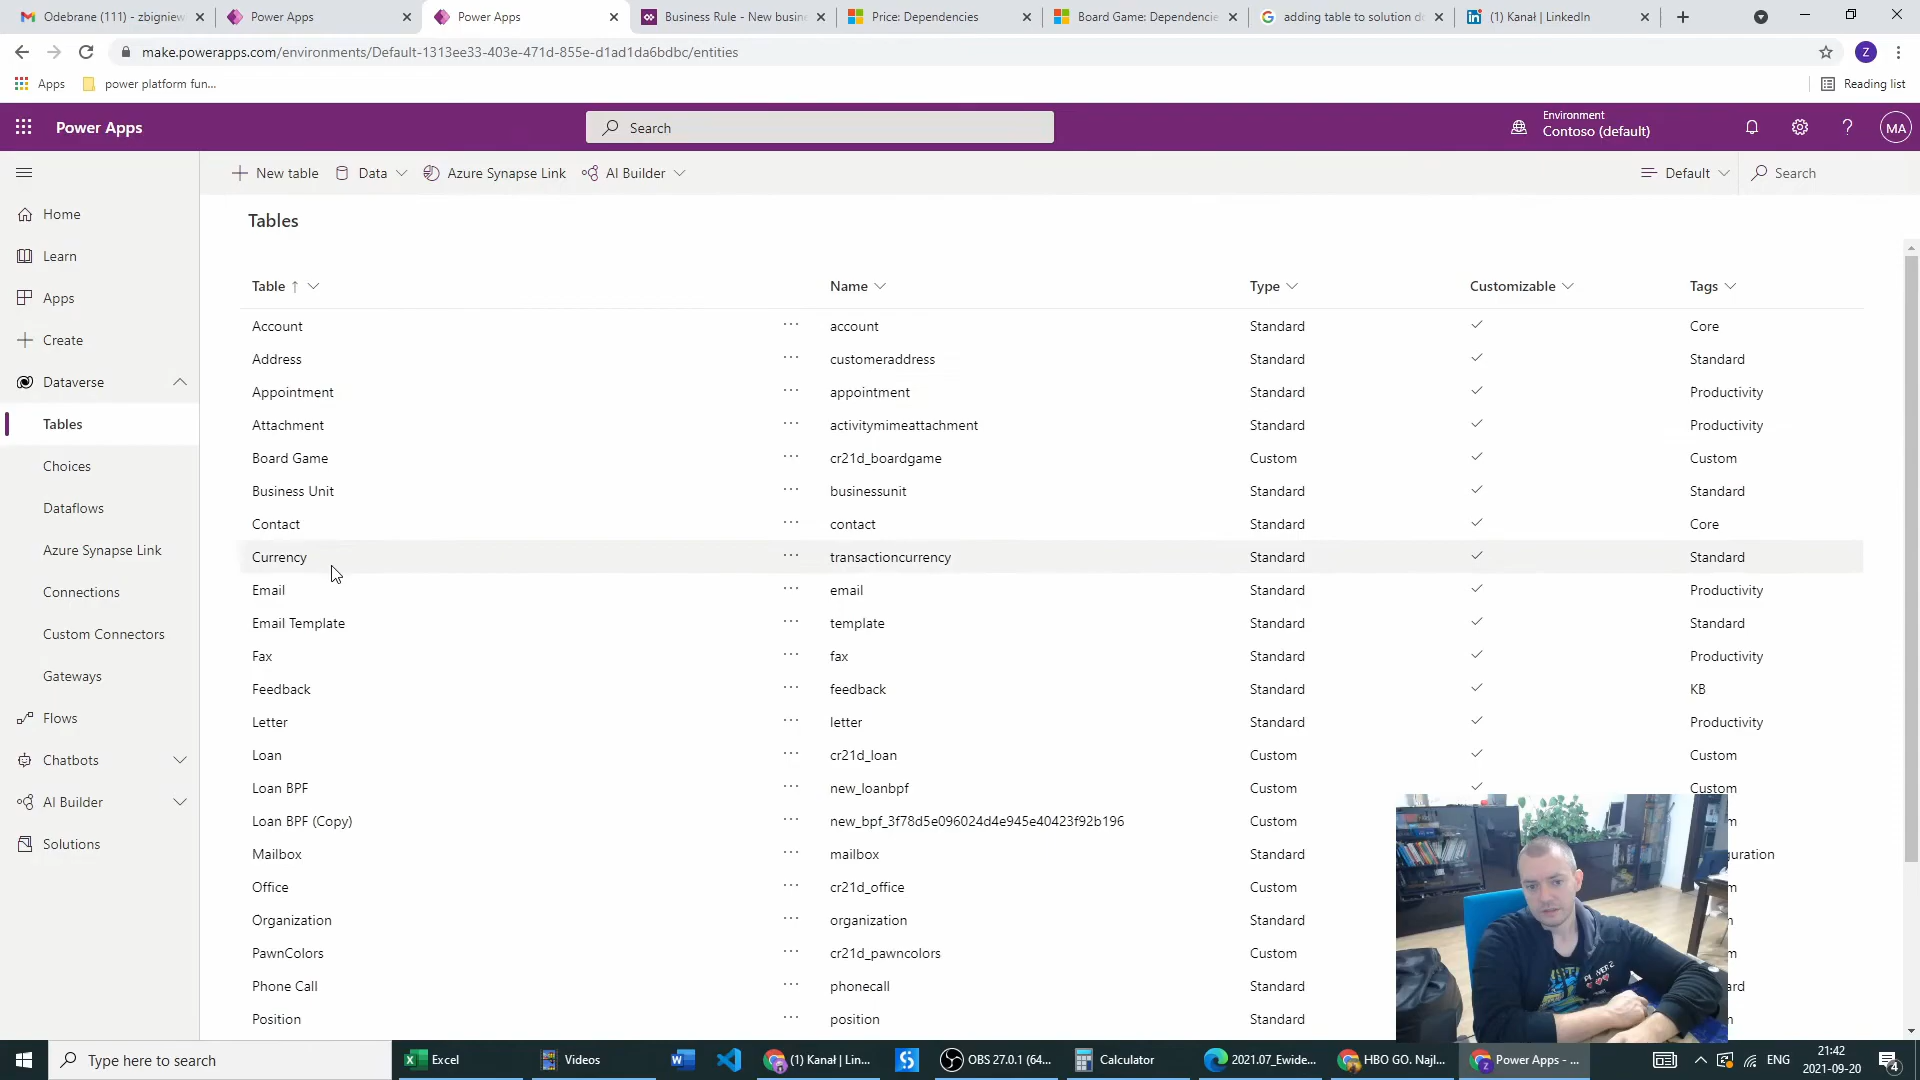 Odebrane (111) - zbigniew
Power Apps
Power Apps
Business Rule - New busin
Price: Dependencies
Board Game: Dependencie
adding table to solution d
(1) Kanał | LinkedIn
make.powerapps.com/environments/Default-1313ee33-403e-471d-855e-d1ad1da6bdbc/entities
Z
Apps
power platform fun...
Reading list
Power Apps
Search
Environment
Contoso (default)
MA
New table
Data
Azure Synapse Link
AI Builder
Default
Search
Home
Learn
Apps
Create
Dataverse
Tables
Choices
Dataflows
Azure Synapse Link
Connections
Custom Connectors
Gateways
Flows
Chatbots
AI Builder
Solutions
Tables
Table ↑ Name Type Customizable Tags
Account ... account Standard Core
Address ... customeraddress Standard Standard
Appointment ... appointment Standard Productivity
Attachment ... activitymimeattachment Standard Productivity
Board Game ... cr21d_boardgame Custom Custom
Business Unit ... businessunit Standard Standard
Contact ... contact Standard Core
Currency ... transactioncurrency Standard Standard
Email ... email Standard Productivity
Email Template ... template Standard Standard
Fax ... fax Standard Productivity
Feedback ... feedback Standard KB
Letter ... letter Standard Productivity
Loan ... cr21d_loan Custom Custom
Loan BPF ... new_loanbpf Custom Custom
Loan BPF (Copy) ... new_bpf_3f78d5e096024d4e945e40423f92b196 Custom m
Mailbox ... mailbox Standard uration
Office ... cr21d_office Custom m
Organization ... organization Standard
PawnColors ... cr21d_pawncolors Custom m
Phone Call ... phonecall Standard ard
Position ... position Standard
PLAYER 2
Type here to search
Excel
Videos
(1) Kanał | Lin...
OBS 27.0.1 (64...
Calculator
2021.07_Ewide...
HBO GO. Najl...
Power Apps - ...
ENG
21:42
2021-09-20
4